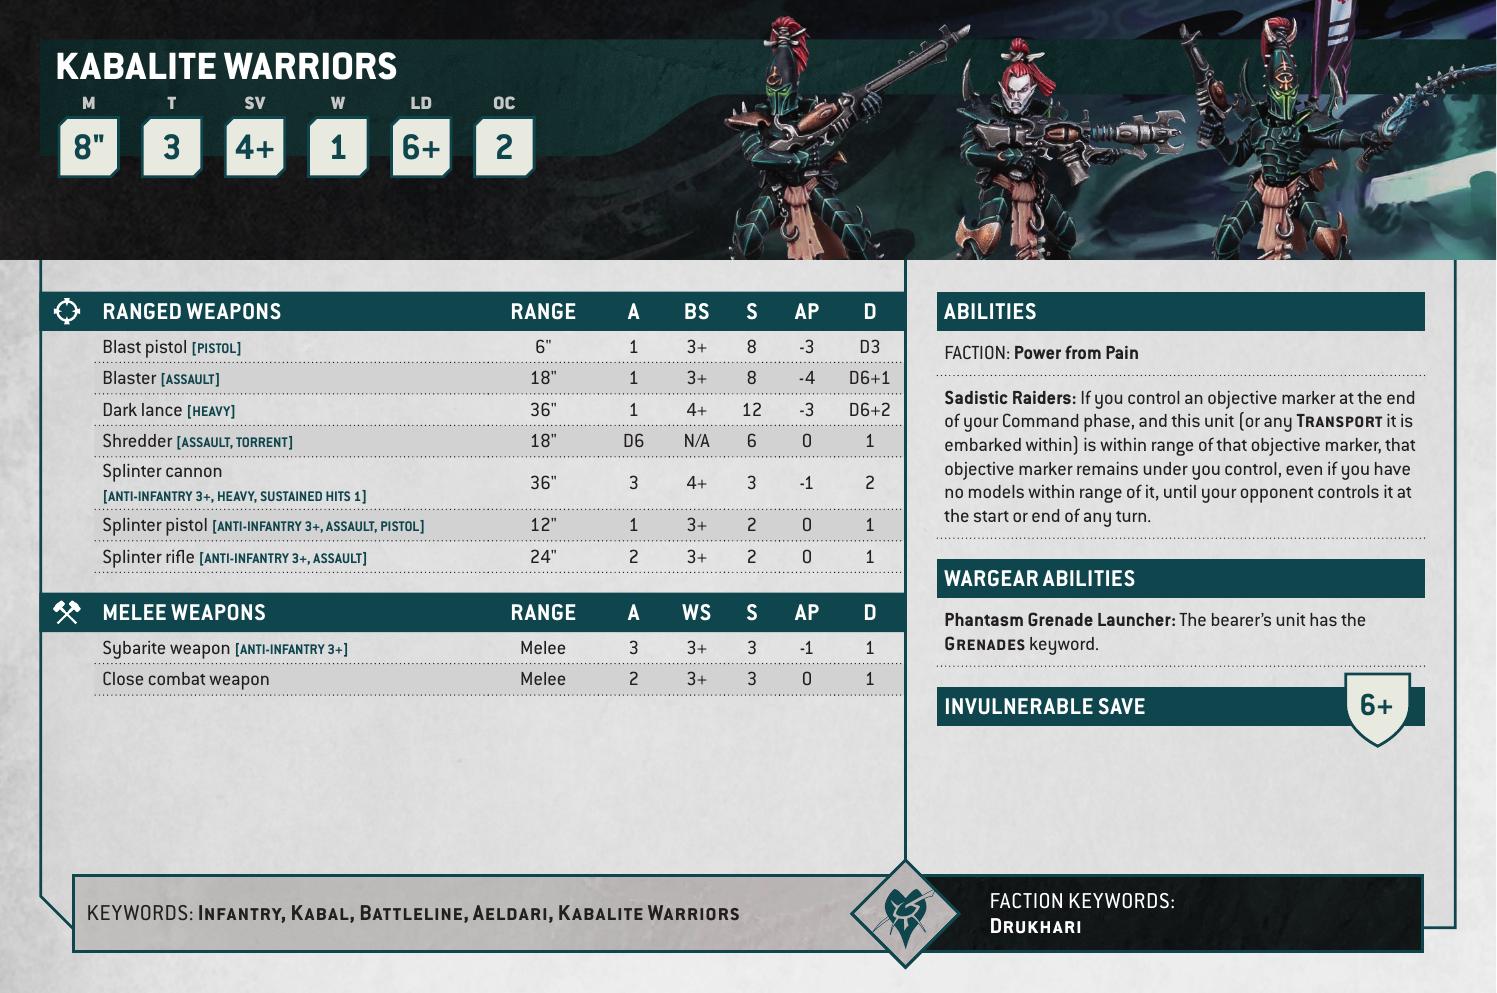 KABALITE WARRIORS
M T SV W LD OC
8" 3 4+ 1 6+ 2
RANGED WEAPONS RANGE A BS S AP D
Blast pistol [PISTOL] 6" 1 3+ 8 -3 D3
Blaster [ASSAULT] 18" 1 3+ 8 -4 D6+1
Dark lance [HEAVY] 36" 1 4+ 12 -3 D6+2
Shredder [ASSAULT, TORRENT] 18" D6 N/A 6 0 1
Splinter cannon
[ANTI-INFANTRY 3+, HEAVY, SUSTAINED HITS 1] 36" 3 4+ 3 -1 2
Splinter pistol [ANTI-INFANTRY 3+, ASSAULT, PISTOL] 12" 1 3+ 2 0 1
Splinter rifle [ANTI-INFANTRY 3+, ASSAULT] 24" 2 3+ 2 0 1
MELEE WEAPONS RANGE A WS S AP D
Sybarite weapon [ANTI-INFANTRY 3+] Melee 3 3+ 3 -1 1
Close combat weapon Melee 2 3+ 3 0 1
ABILITIES
FACTION: Power from Pain
Sadistic Raiders: If you control an objective marker at the end
of your Command phase, and this unit (or any TRANSPORT it is
embarked within) is within range of that objective marker, that
objective marker remains under you control, even if you have
no models within range of it, until your opponent controls it at
the start or end of any turn.
WARGEAR ABILITIES
Phantasm Grenade Launcher: The bearer's unit has the
GRENADES keyword.
INVULNERABLE SAVE 6+
KEYWORDS: INFANTRY, KABAL, BATTLELINE, AELDARI, KABALITE WARRIORS
FACTION KEYWORDS:
DRUKHARI